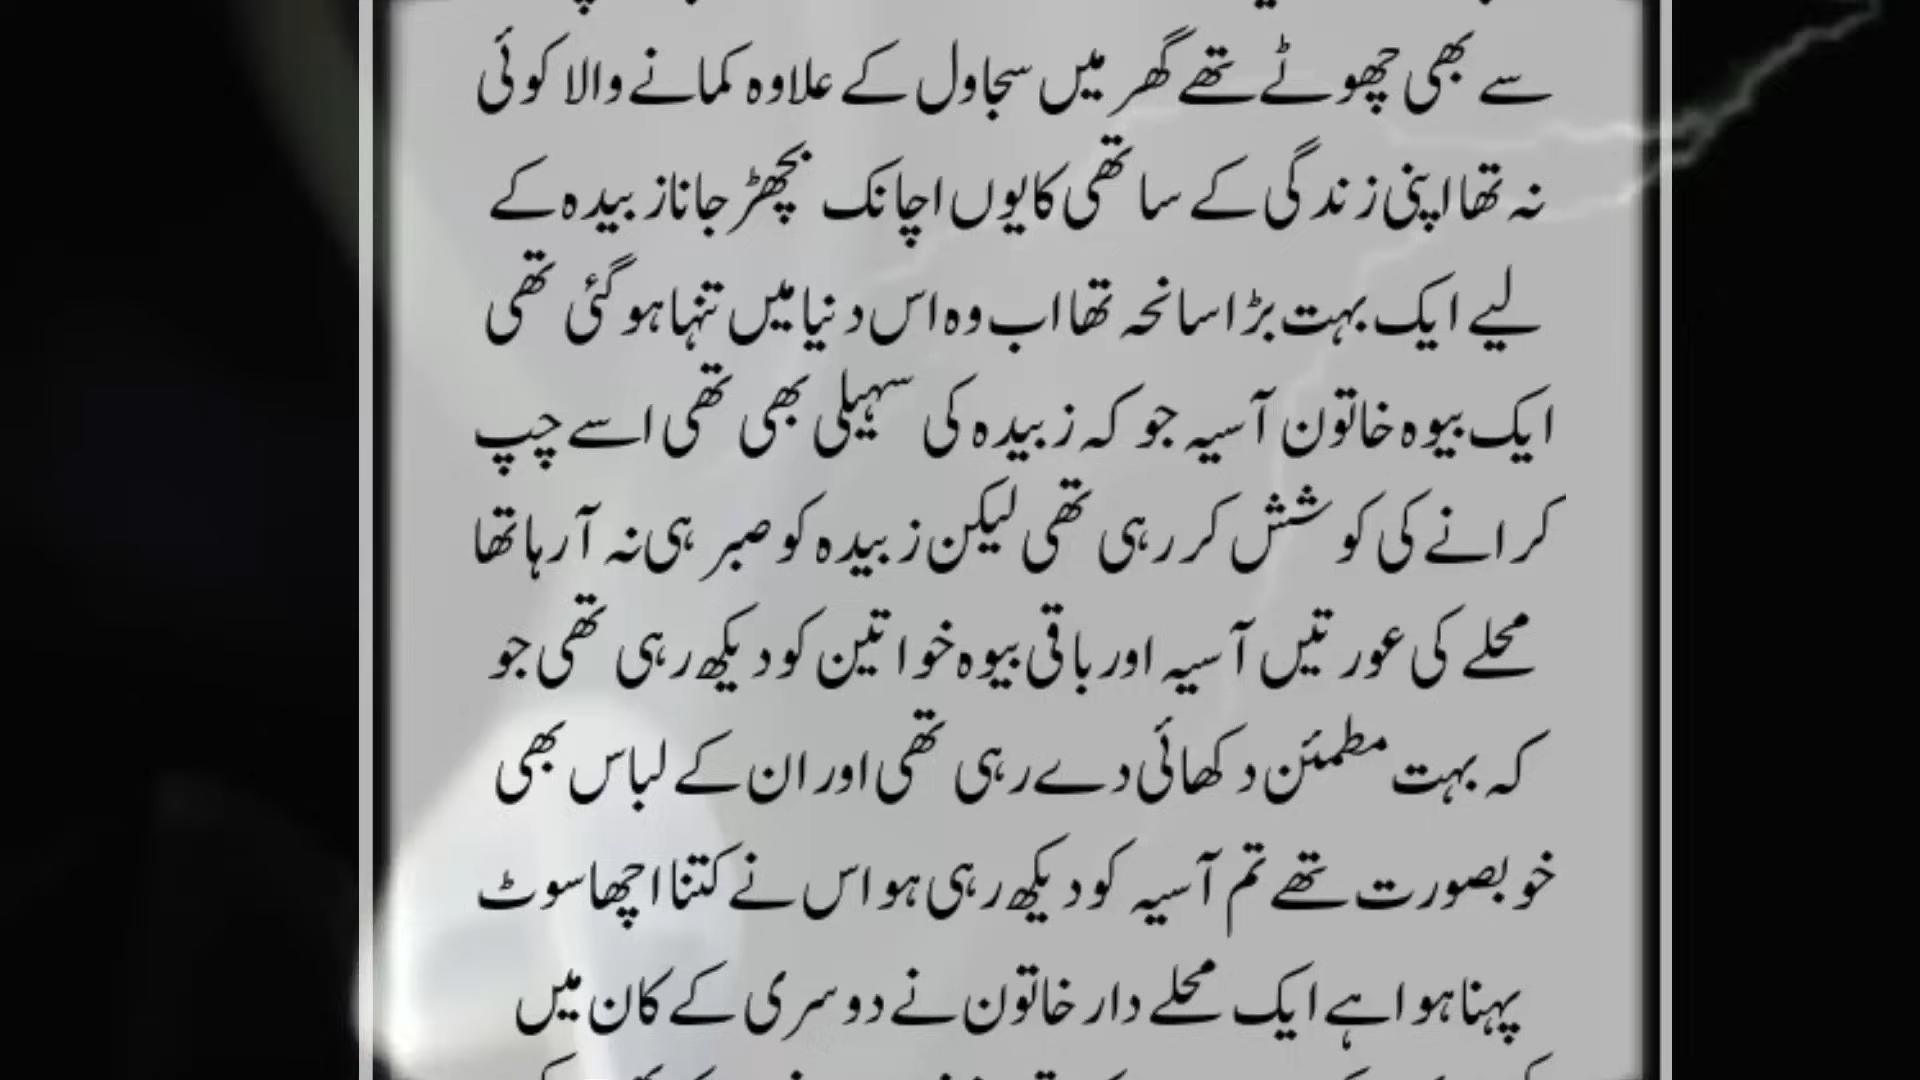 سے بھی چھوٹے تھے گھر میں سجاول کے علاوہ کمانے والا کوئی
نہ تھا اپنی زندگی کے ساتھی کا یوں اچانک بچھڑ جانا زبیدہ کے
لیے ایک بہت بڑا سانحہ تھا اب وہ اس دنیا میں تنہا ہو گئی تھی
ایک بیوہ خاتون آسیہ جو کہ زبیدہ کی سہیلی بھی تھی اسے چپ
کرانے کی کوشش کر رہی تھی لیکن زبیدہ کو صبر ہی نہ آ رہا تھا
محلے کی عورتیں آسیہ اور باقی بیوہ خواتین کو دیکھ رہی تھی جو
کہ بہت مطمئن دکھائی دے رہی تھی اور ان کے لباس بھی
خوبصورت تھے تم آسیہ کو دیکھ رہی ہو اس نے کتنا اچھا سوٹ
پہنا ہوا ہے ایک محلے دار خاتون نے دوسری کے کان میں